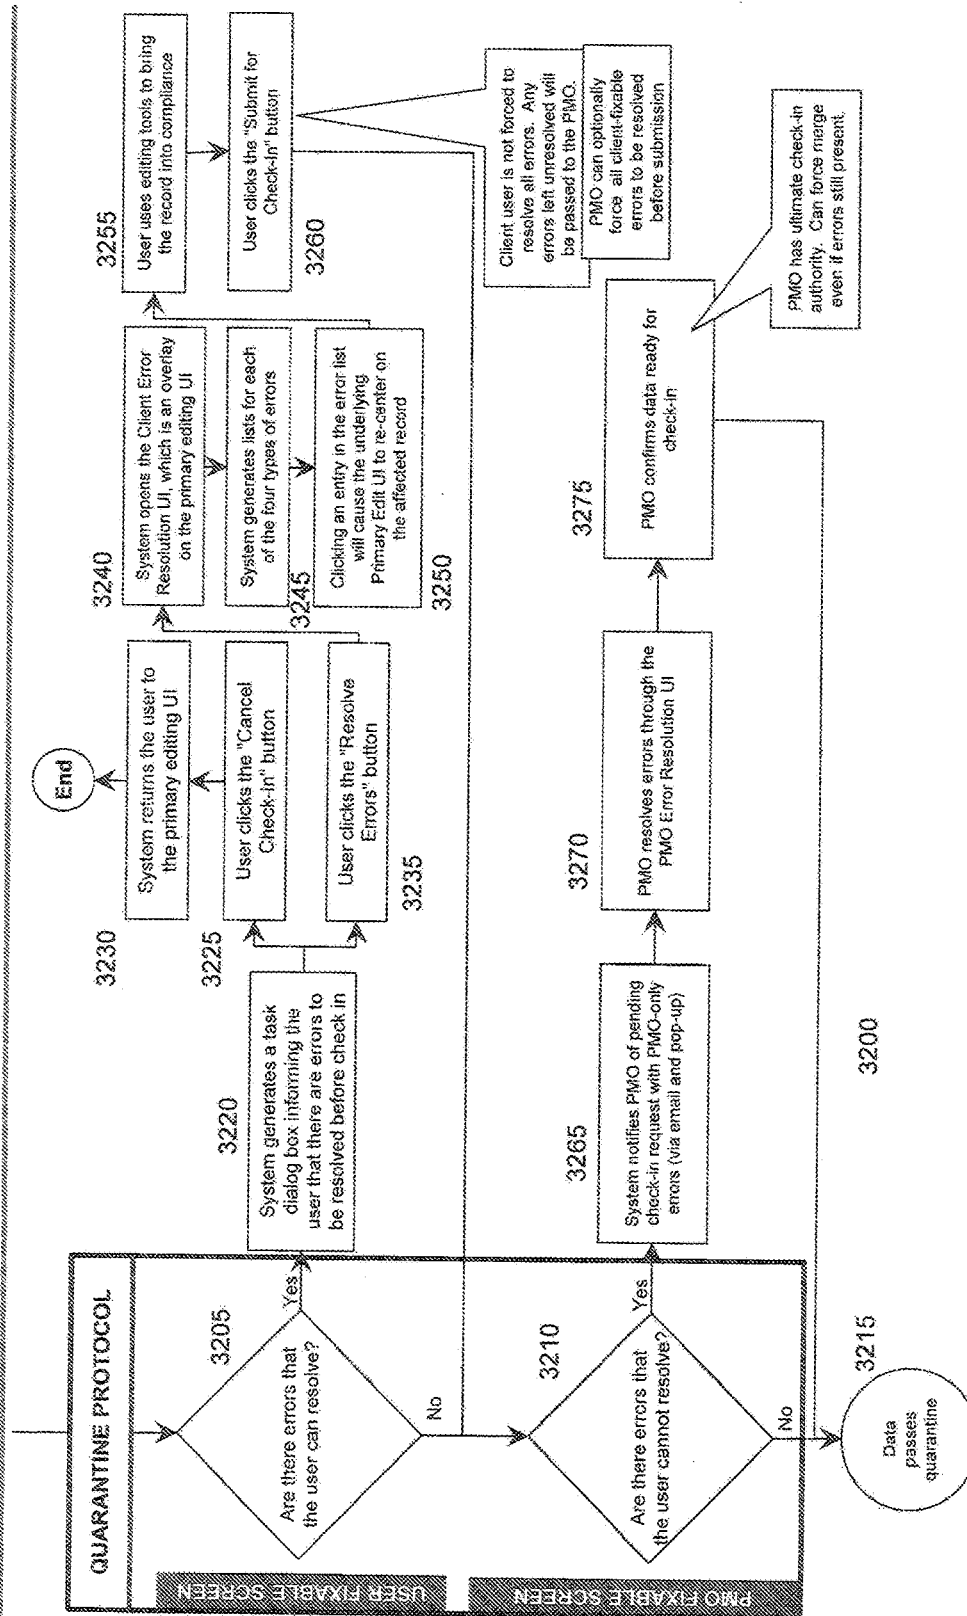 QUARANTINE PROTOCOL
USER FIXABLE SCREEN
PMO FIXABLE SCREEN
3205
Are there errors that
the user can resolve?
Yes
No
3210
Are there errors that
the user cannot resolve?
Yes
No
3215
Data
passes
quarantine
3220
System generates a task
dialog box informing the
user that there are errors to
be resolved before check in
3225
User clicks the "Cancel
Check-In" button
3230
System returns the user to
the primary editing UI
End
3235
User clicks the "Resolve
Errors" button
3240
System opens the Client Error
Resolution UI, which is an overlay
on the primary editing UI
3245
System generates lists for each
of the four types of errors
3250
Clicking an entry in the error list
will cause the underlying
Primary Edit UI to re-center on
the affected record
3255
User uses editing tools to bring
the record into compliance
3260
User clicks the "Submit for
Check-In" button
Client user is not forced to
resolve all errors. Any
errors left unresolved will
be passed to the PMO.
PMO can optionally
force all client-fixable
errors to be resolved
before submission
3265
System notifies PMO of pending
check-in request with PMO-only
errors (via email and pop-up)
3270
PMO resolves errors through the
PMO Error Resolution UI
3275
PMO confirms data ready for
check-in
PMO has ultimate check-in
authority. Can force merge
even if errors still present.
3200